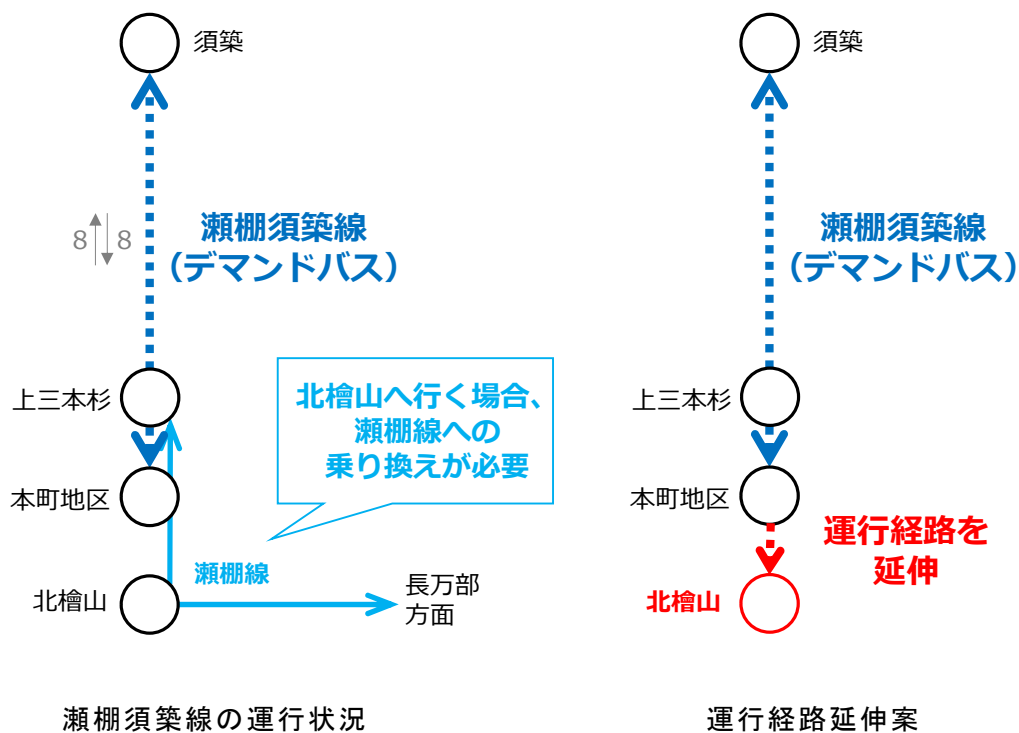 須築
8 8
瀬棚須築線
（デマンドバス）
上三本杉
北檜山へ行く場合、
瀬棚線への
乗り換えが必要
本町地区
瀬棚線
北檜山
長万部
方面
瀬棚須築線の運行状況
須築
瀬棚須築線
（デマンドバス）
上三本杉
本町地区
運行経路を
延伸
北檜山
運行経路延伸案